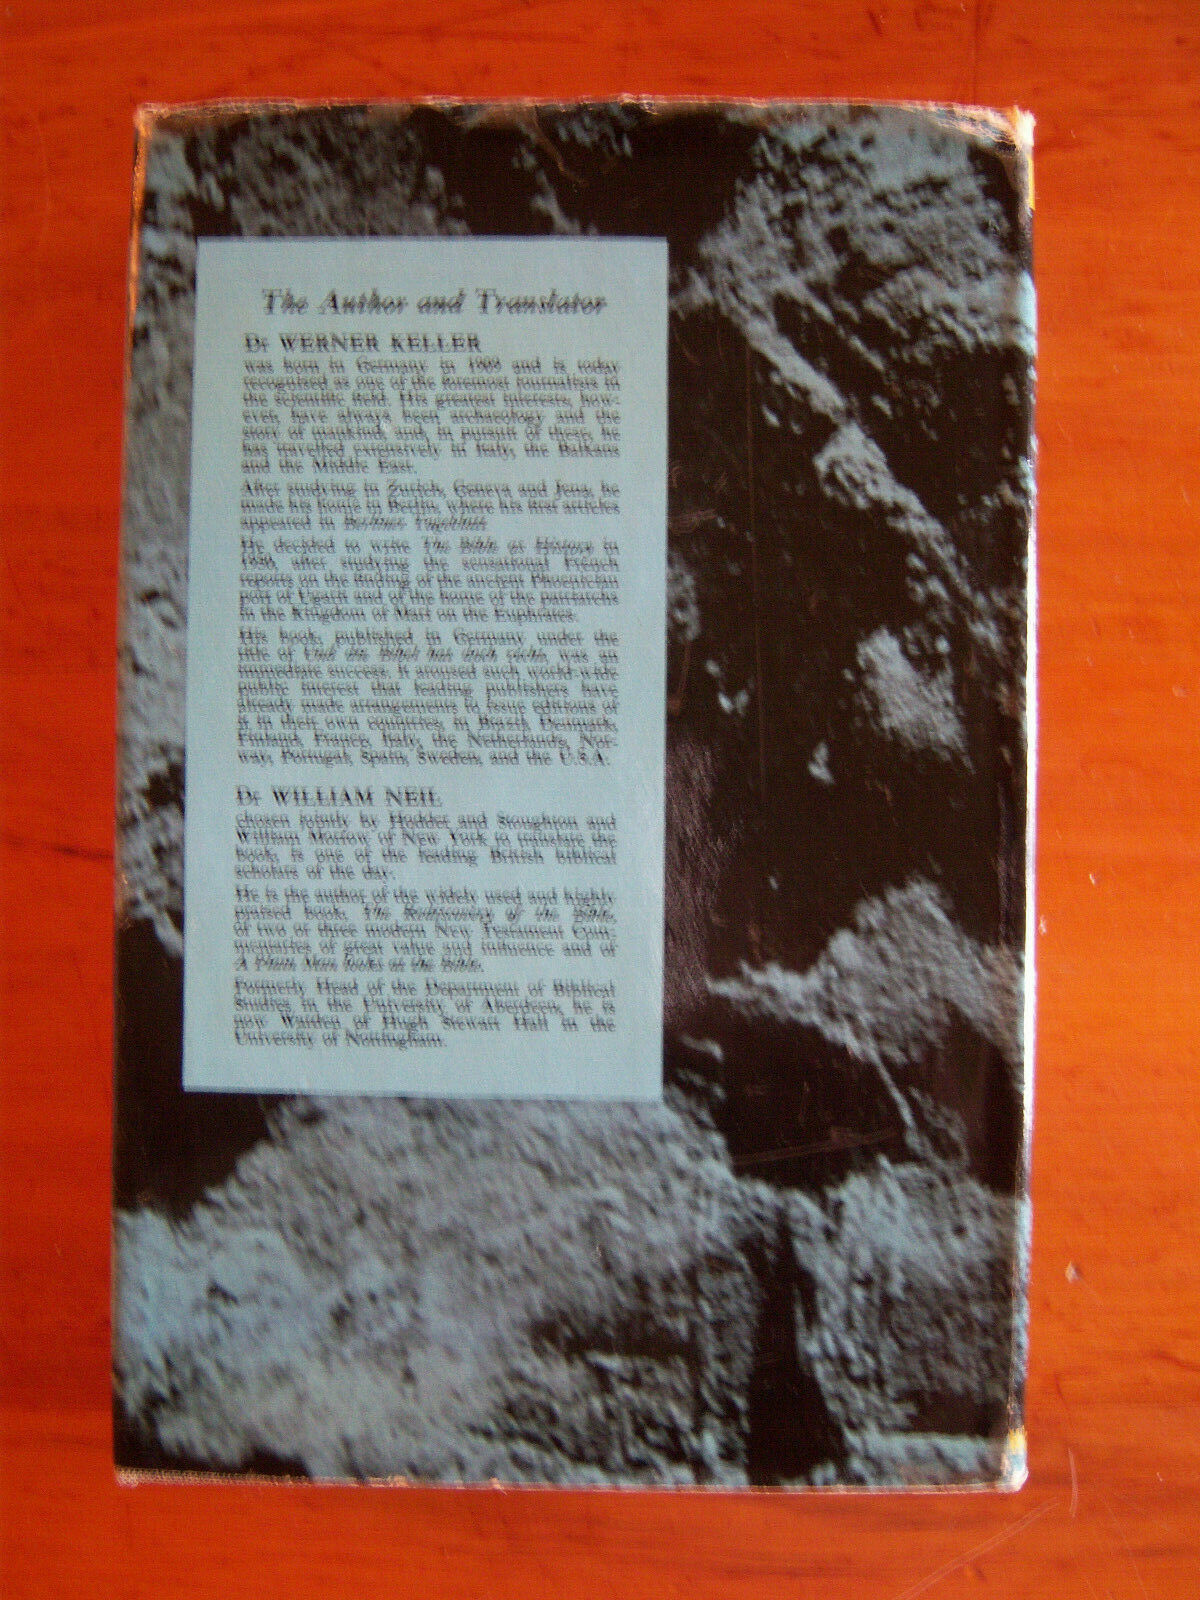 The Author and Translator
Dr WERNER KELLER
was born in Germany in 1909 and is today
recognised as one of the foremost journalists in
the scientific field. His greatest interests, how-
ever, have always been archaeology and the
story of mankind, and, in pursuit of these, he
has travelled extensively in Italy, the Balkans
and the Middle East.
After studying in Zurich, Geneva and Jena, he
made his home in Berlin, where his first articles
appeared in Berliner Tageblatt.
He decided to write The Bible as History in
1950, after studying the sensational French
reports on the finding of the ancient Phoenician
port of Ugarit and of the home of the patriarchs
in the Kingdom of Mari on the Euphrates.
His book, published in Germany under the
title of Und die Bibel hat doch recht, was an
immediate success. It aroused such world-wide
public interest that leading publishers have
already made arrangements to issue editions of
it in their own countries, in Brazil, Denmark,
Finland, France, Italy, the Netherlands, Nor-
way, Portugal, Spain, Sweden, and the U.S.A.
Dr WILLIAM NEIL
chosen jointly by Hodder and Stoughton and
William Morrow of New York to translate the
book, is one of the leading British biblical
scholars of the day.
He is the author of the widely used and highly
praised book, The Rediscovery of the Bible,
of two or three modern New Testament Com-
mentaries of great value and influence and of
A Plain Man looks at the Bible.
Formerly Head of the Department of Biblical
Studies in the University of Aberdeen, he is
now Warden of Hugh Stewart Hall in the
University of Nottingham.